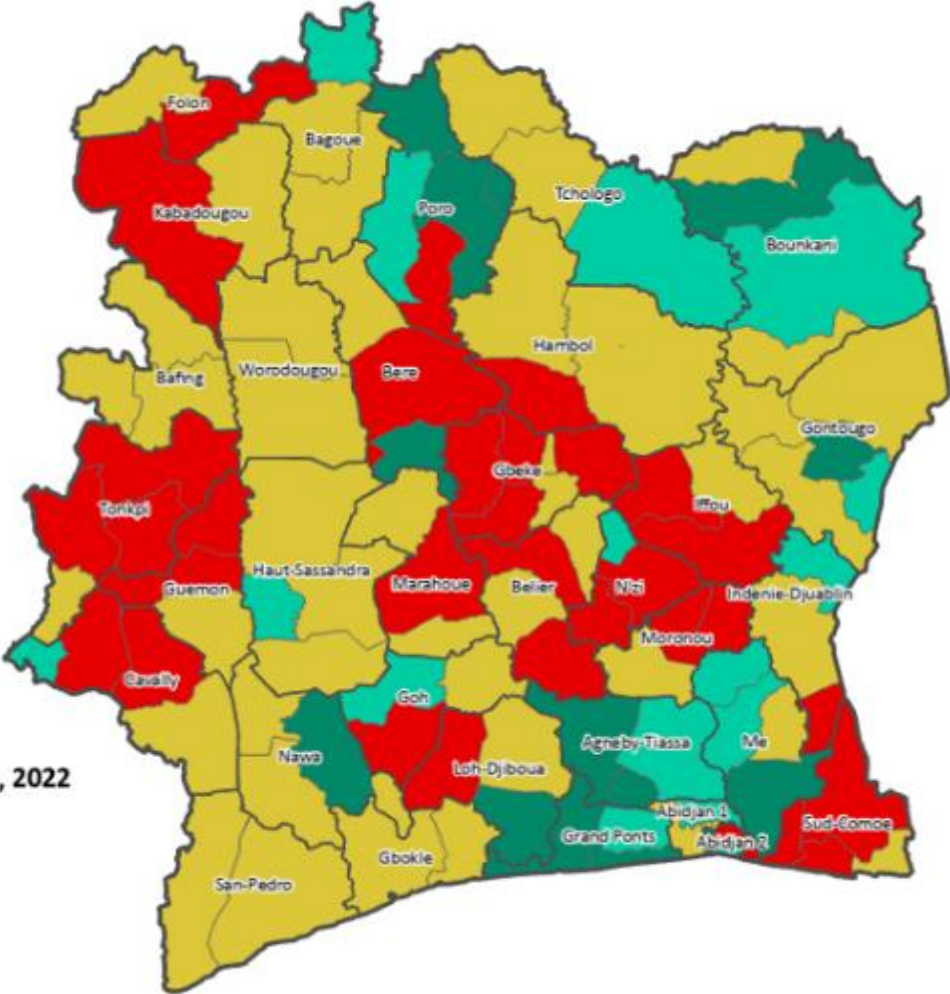 Folon
Bagoue
Tchologo
Poro
Kabadougou
Bounkani
Hambol
Bere
Worodougou
Bafing
Gontougo
Gbeke
Iffou
Tonkpi
Haut-Sassandra
Marahoue
Belier
N'zi
Guemon
Indenie-Djuablin
Moronou
Cavally
Goh
Agneby-Tiassa
Me
Nawa
, 2022
Loh-Djiboua
Abidjan 1
Sud-Comoe
Grand Ponts
Abidjan 2
Gbokle
San-Pedro